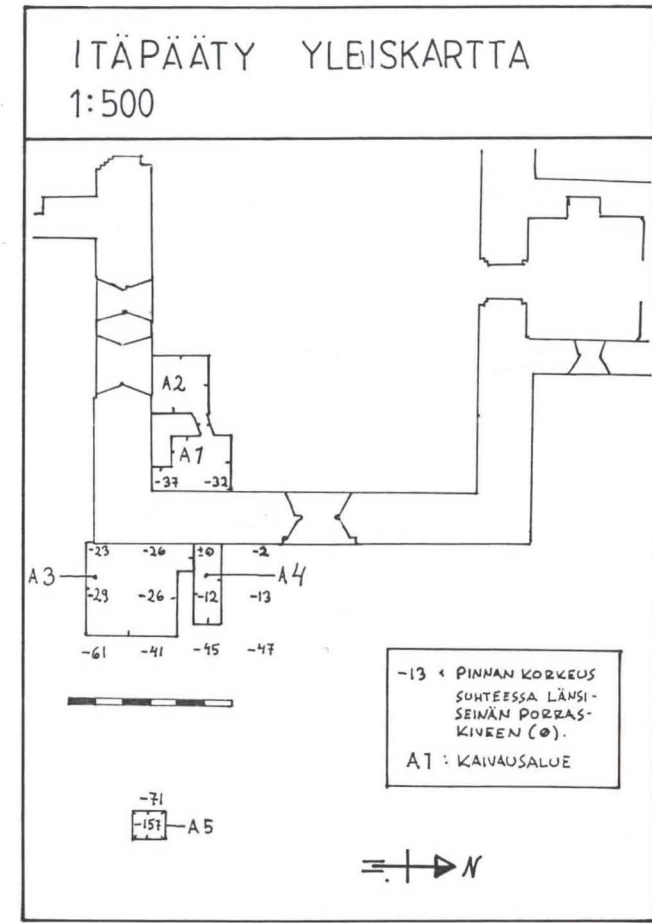 ITÄPÄÄTY YLEISKARTTA
1:500
A2
A1
-37 -32
-23 -26 ±0 -2
A3 A4
-29 -26 -12 -13
-61 -41 -45 -47
-13 : PINNAN KORKEUS
SUHTEESSA LÄNSI-
SEINÄN PORRAS-
KIVEEN (0).
A1 : KAIVAUSALUE
-71
-157 A5
N